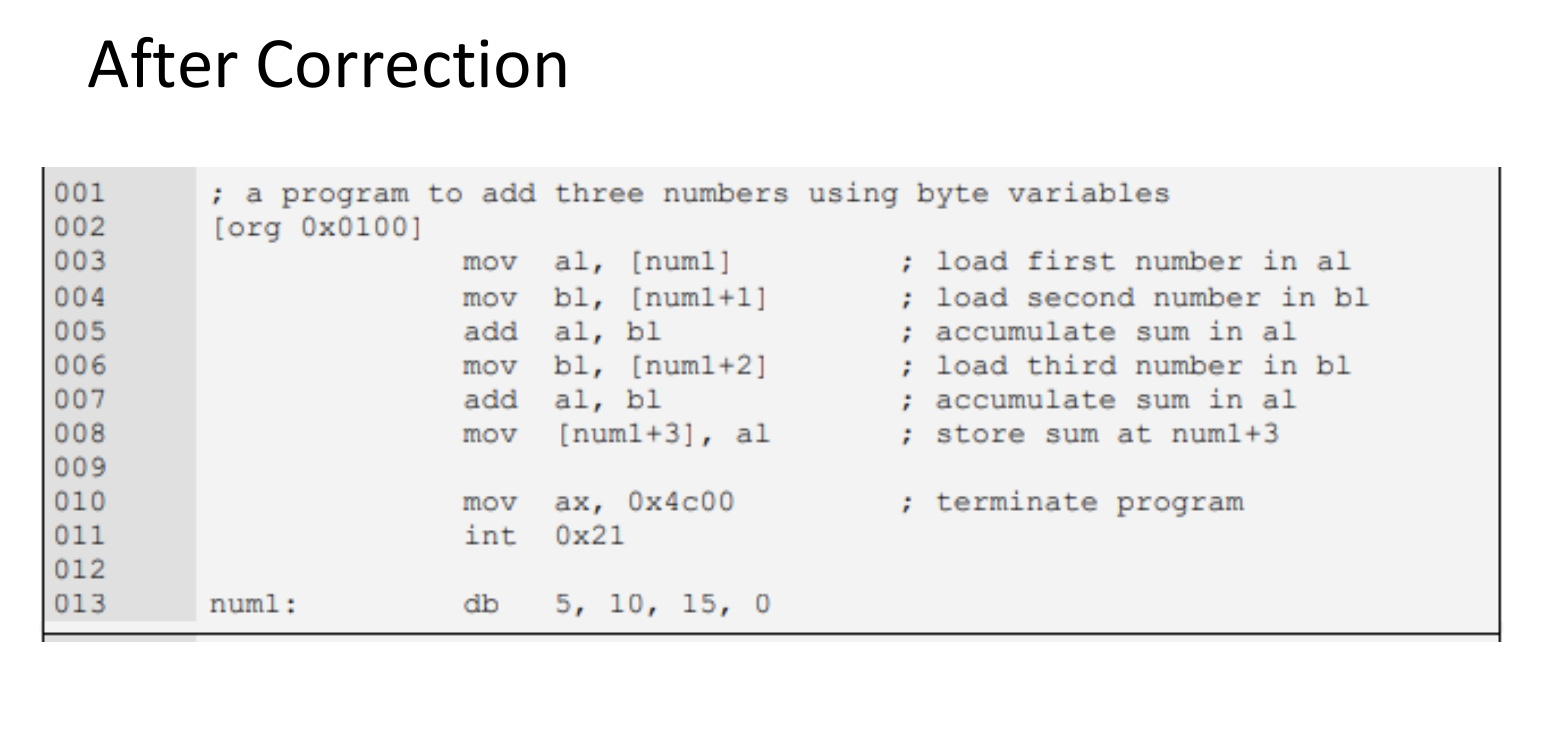 After Correction
001 ; a program to add three numbers using byte variables
002 [org 0x0100]
003 mov al, [num1] ; load first number in al
004 mov bl, [num1+1] ; load second number in bl
005 add al, bl ; accumulate sum in al
006 mov bl, [num1+2] ; load third number in bl
007 add al, bl ; accumulate sum in al
008 mov [num1+3], al ; store sum at num1+3
009
010 mov ax, 0x4c00 ; terminate program
011 int 0x21
012
013 num1: db 5, 10, 15, 0